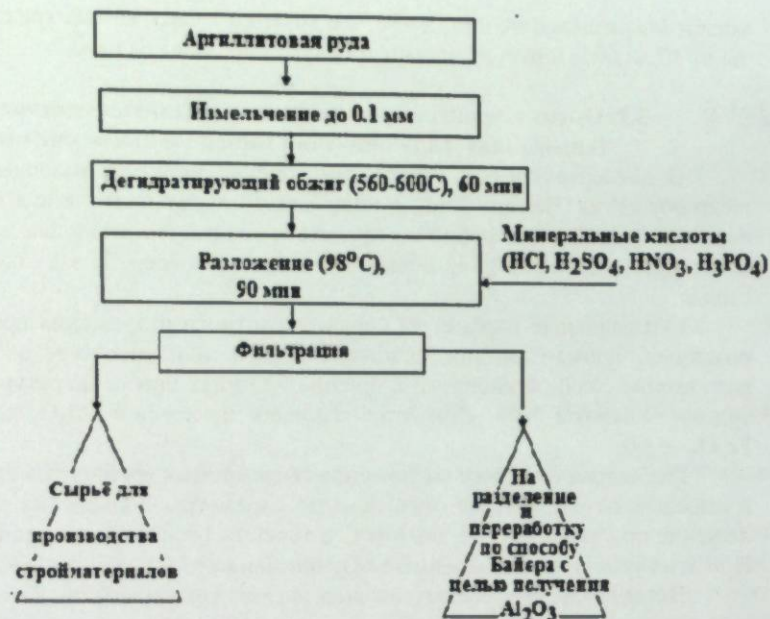 Аргиллитовая руда
Измельчение до 0.1 мм
Дегидратирующий обжиг (560-600С), 60 мин
Минеральные кислоты
(HCl, H₂SO₄, HNO₃, H₃PO₄)
Разложение (98⁰С),
90 мин
Фильтрация
Сырьё для
производства
стройматериалов
На
разделение
и
переработку
по способу
Байера с
целью получения
Al₂O₃